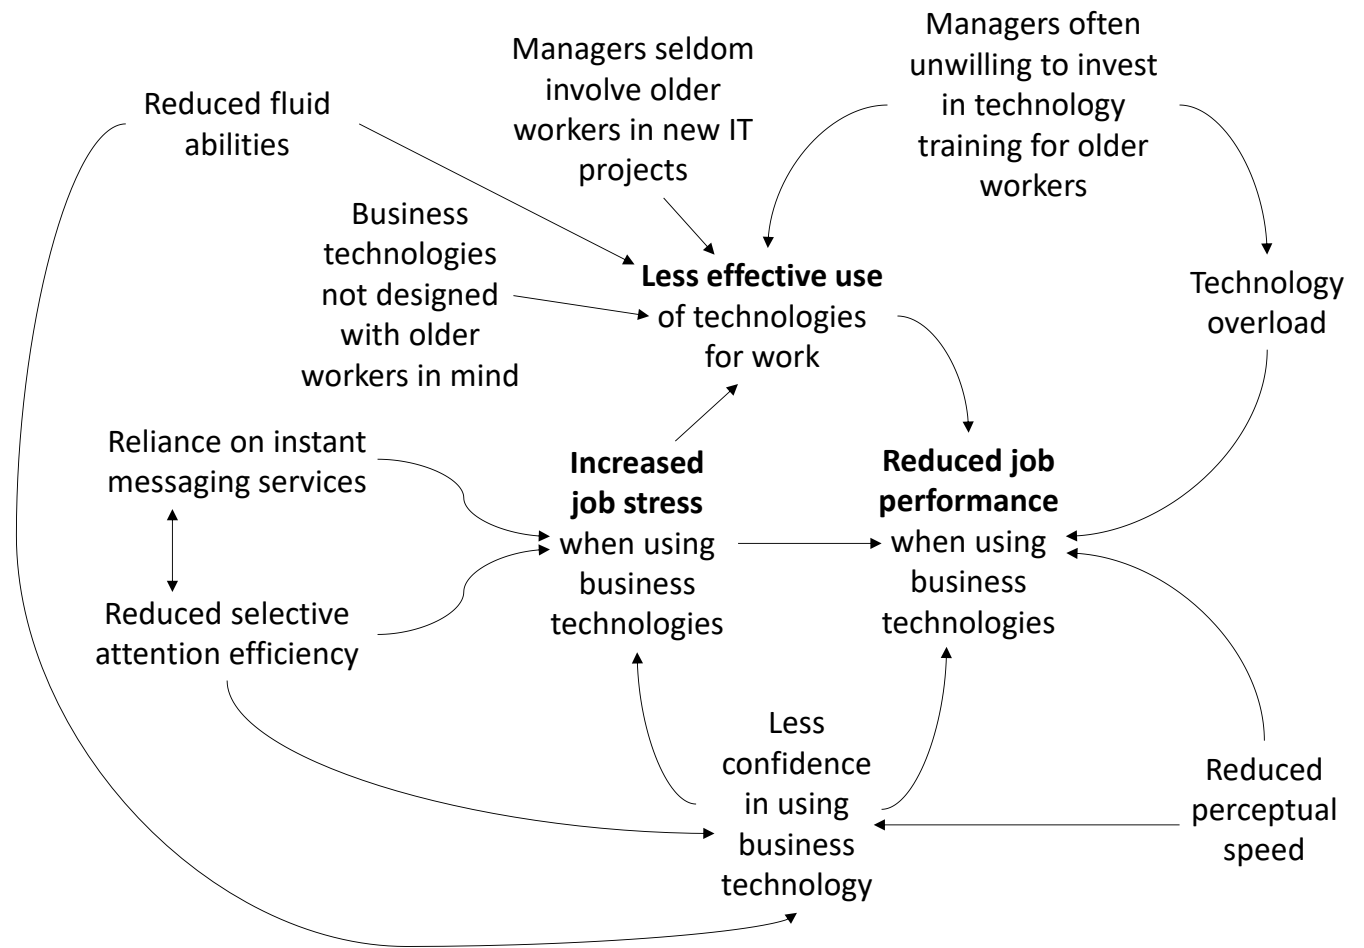 Managers seldom
involve older
workers in new IT
projects
Managers often
unwilling to invest
in technology
training for older
workers
Reduced fluid
abilities
Business
technologies
not designed
with older
workers in mind
Less effective use
of technologies
for work
Technology
overload
Reliance on instant
messaging services
Increased
job stress
when using
business
technologies
Reduced job
performance
when using
business
technologies
Reduced selective
attention efficiency
Less
confidence
in using
business
technology
Reduced
perceptual
speed